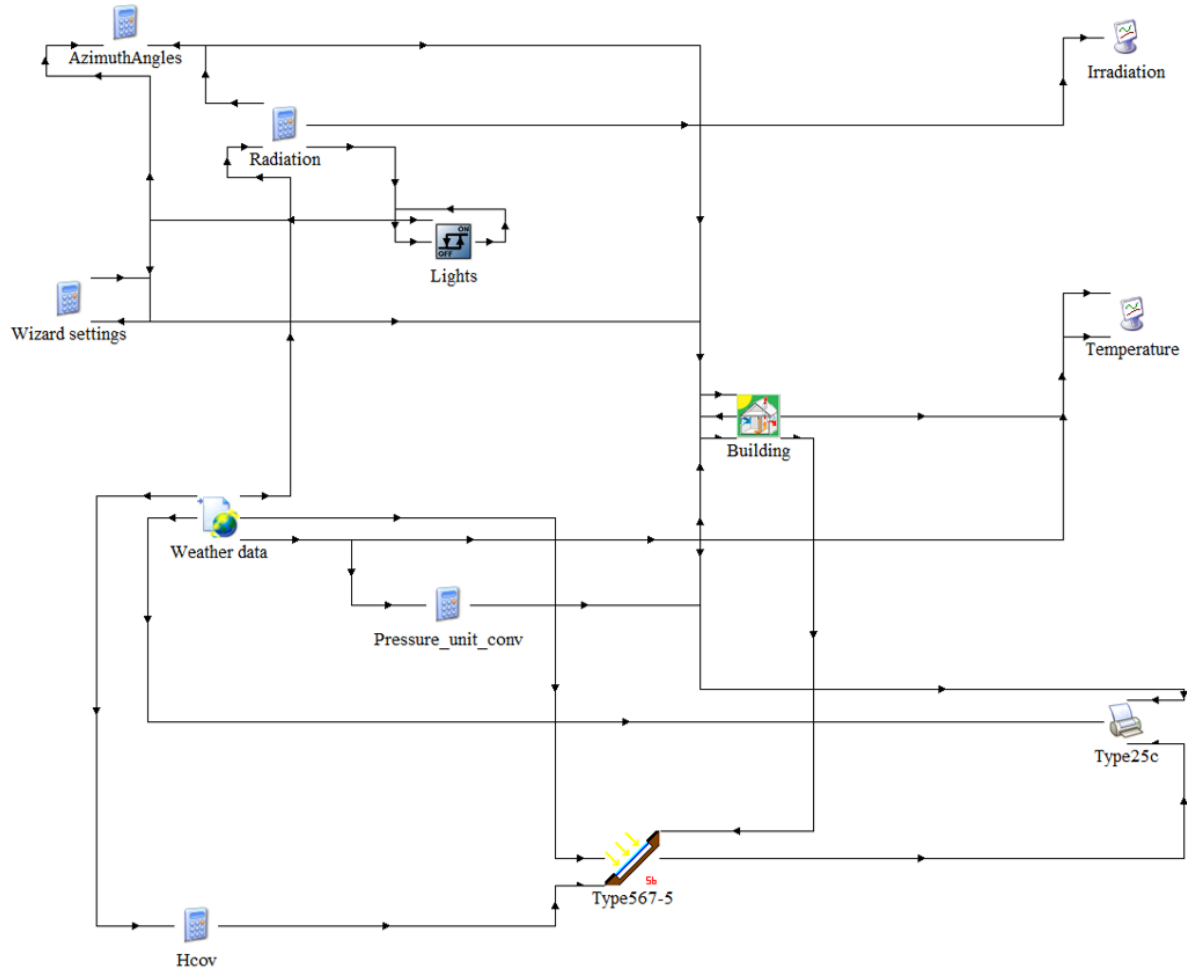 AzimuthAngles
Irradiation
Radiation
ON
OFF
Lights
Wizard settings
Temperature
Building
Weather data
Pressure_unit_conv
Type25c
5b
Type567-5
Hcov